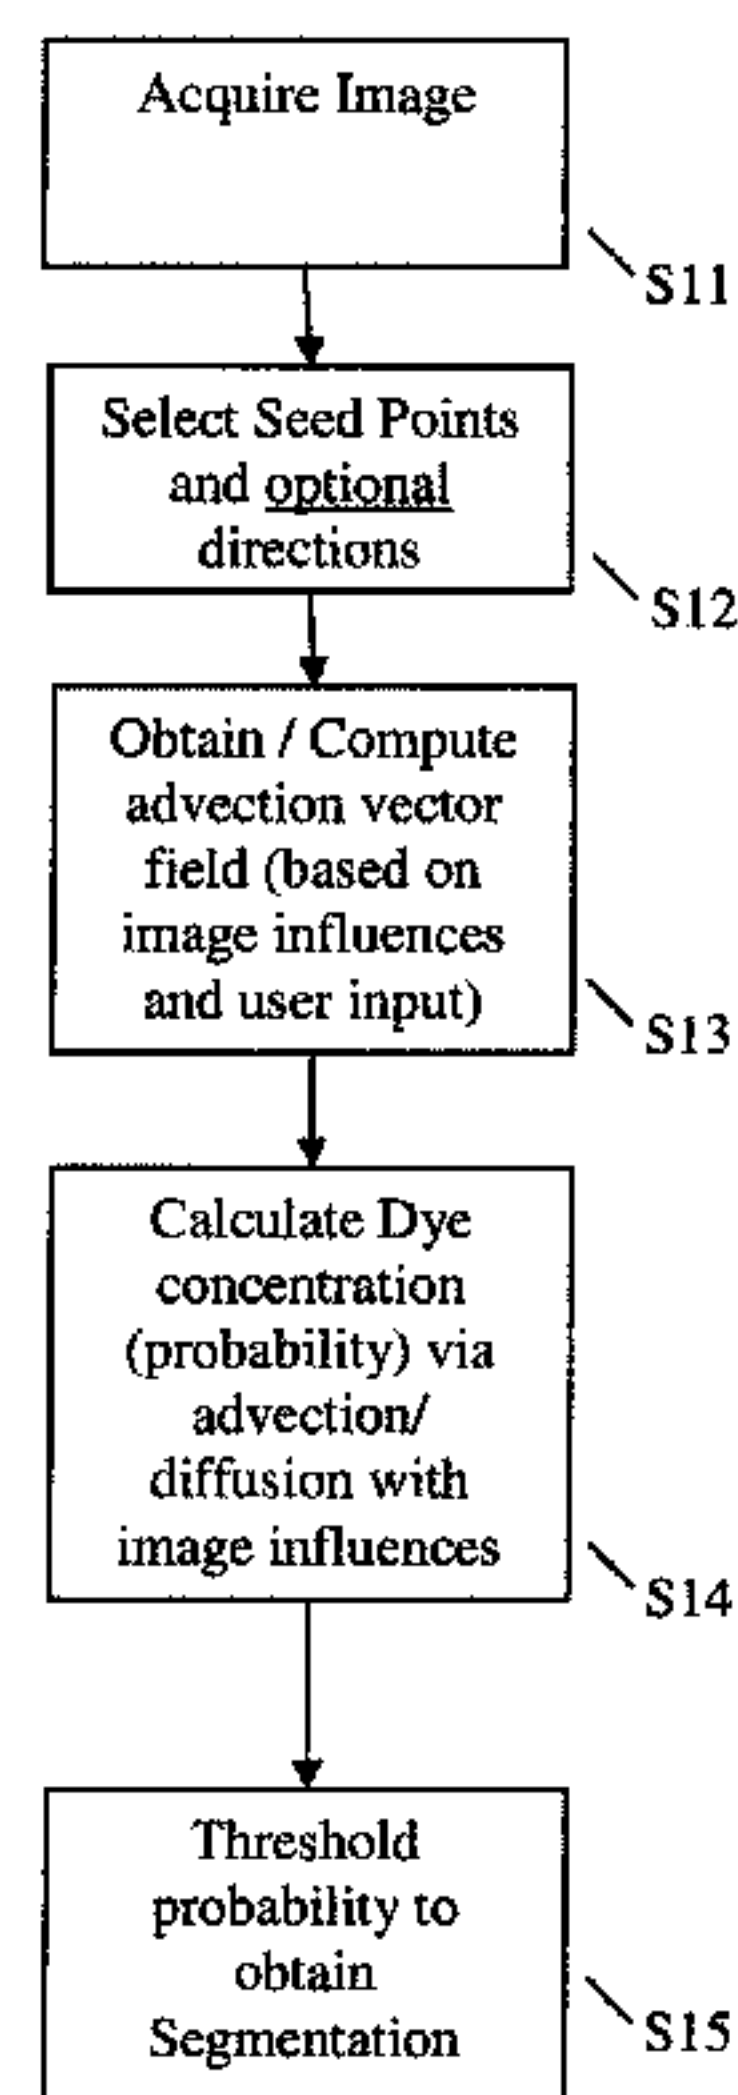 Acquire Image
S11
Select Seed Points
and optional
directions
S12
Obtain / Compute
advection vector
field (based on
image influences
and user input)
S13
Calculate Dye
concentration
(probability) via
advection/
diffusion with
image influences
S14
Threshold
probability to
obtain
Segmentation
S15